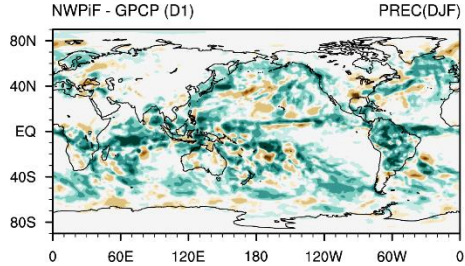 NWPiF - GPCP (D1) PREC(DJF)
80N
40N
EQ
40S
80S
0 60E 120E 180 120W 60W 0